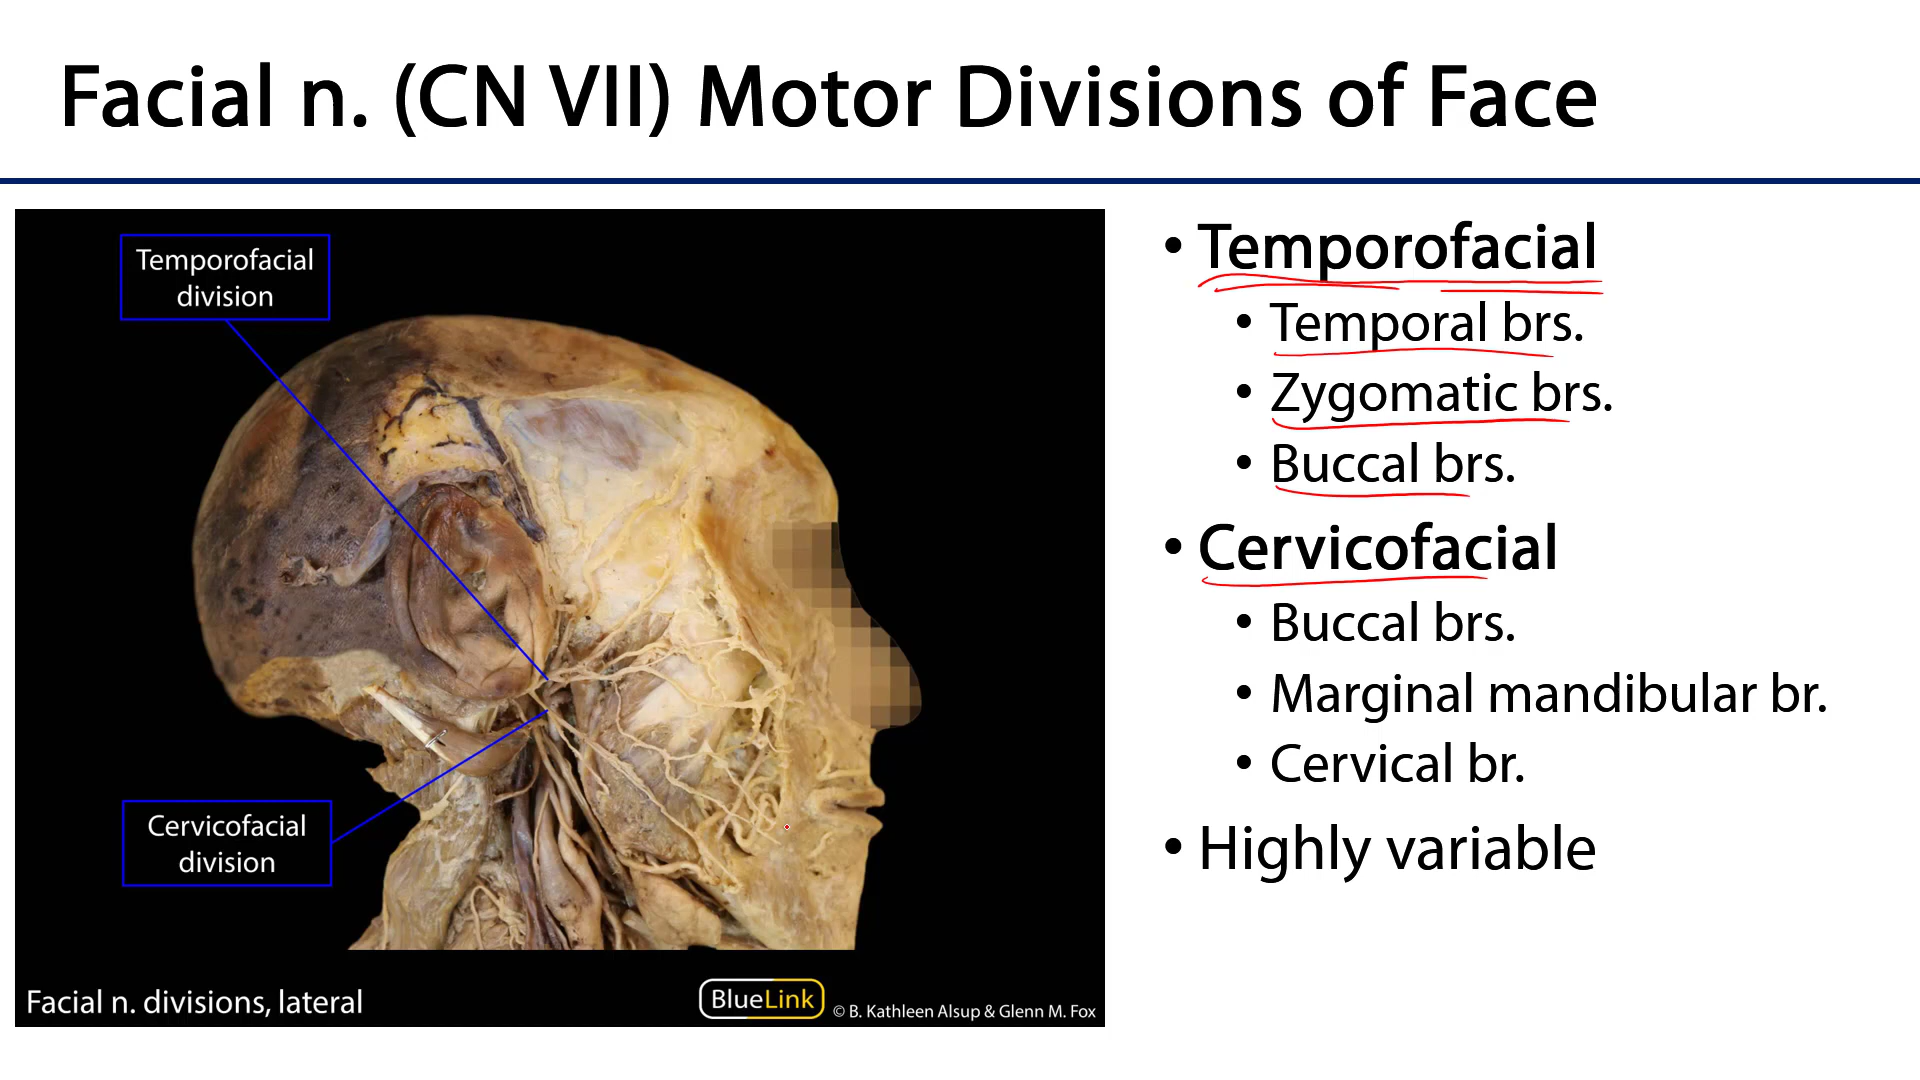 Facial n. (CN VII) Motor Divisions of Face
Temporofacial
division
Cervicofacial
division
Facial n. divisions, lateral
BlueLink
© B. Kathleen Alsup & Glenn M. Fox
• Temporofacial
• Temporal brs.
• Zygomatic brs.
• Buccal brs.
• Cervicofacial
• Buccal brs.
• Marginal mandibular br.
• Cervical br.
• Highly variable